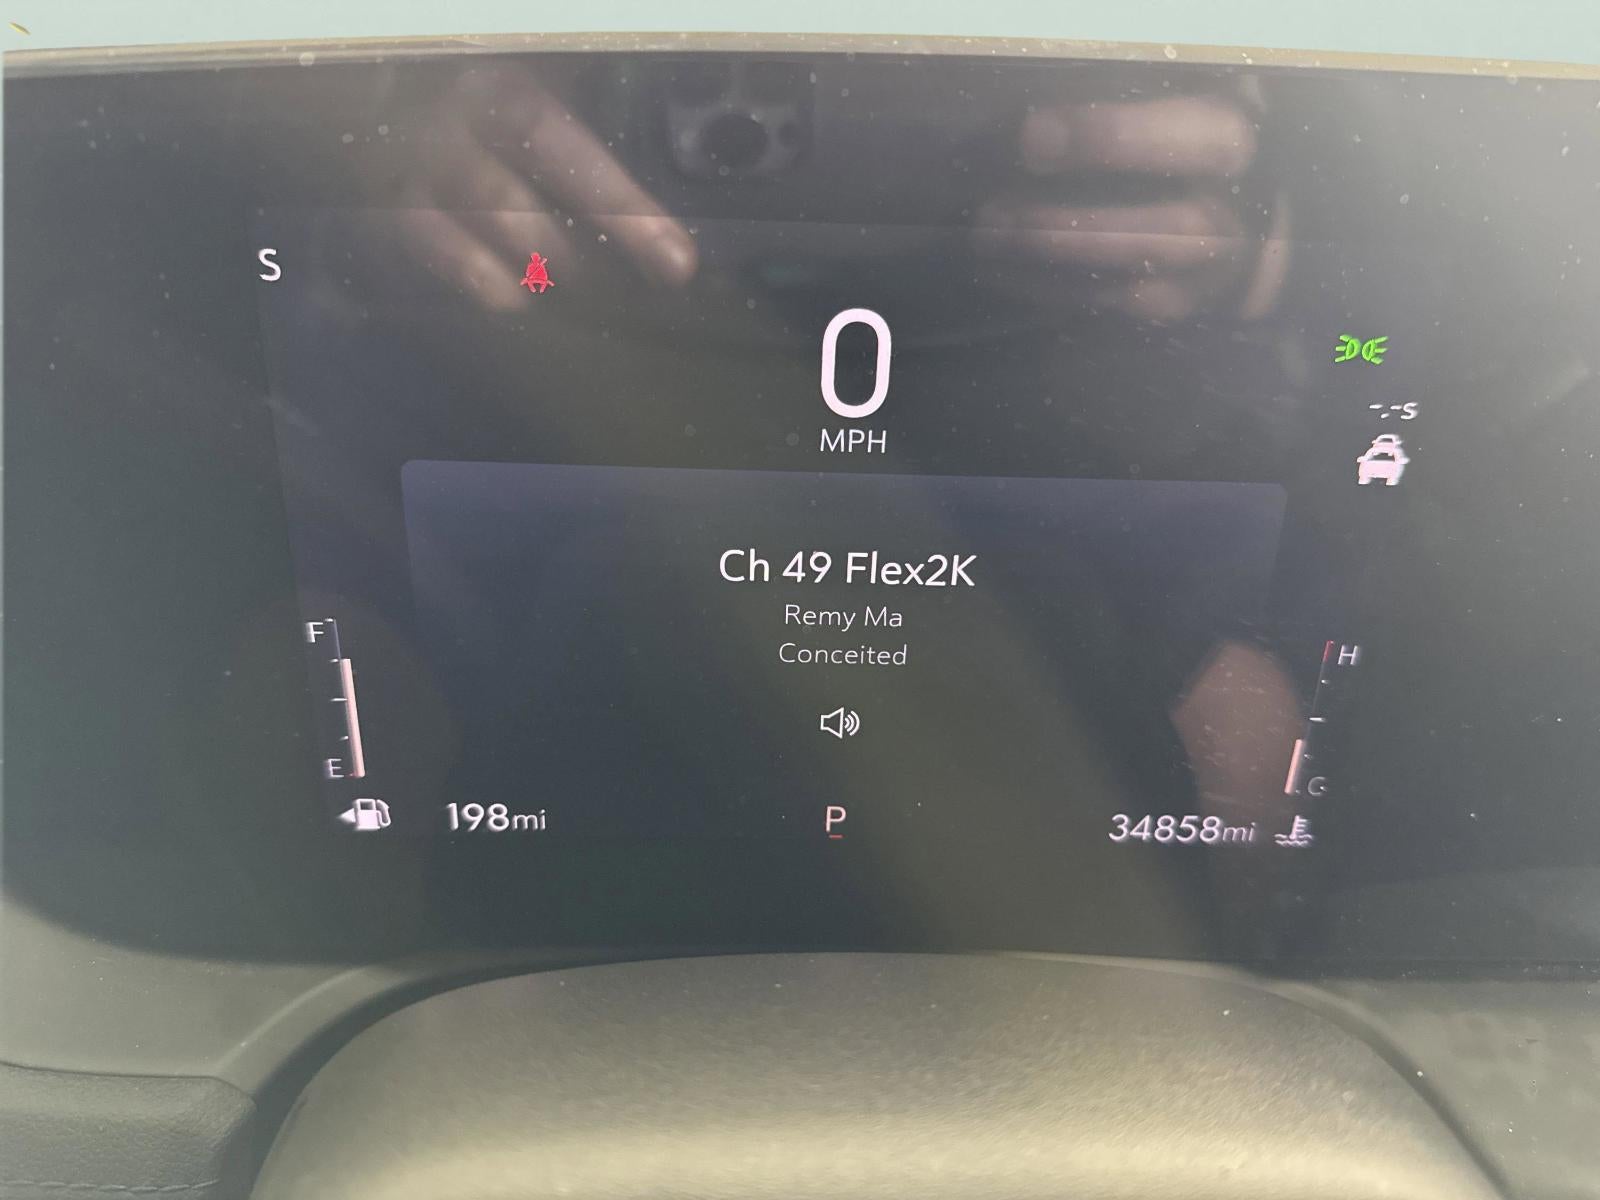 S
0
MPH
-.-s
Ch 49 Flex2K
Remy Ma
Conceited
F
E
H
C
198mi
P
34858mi